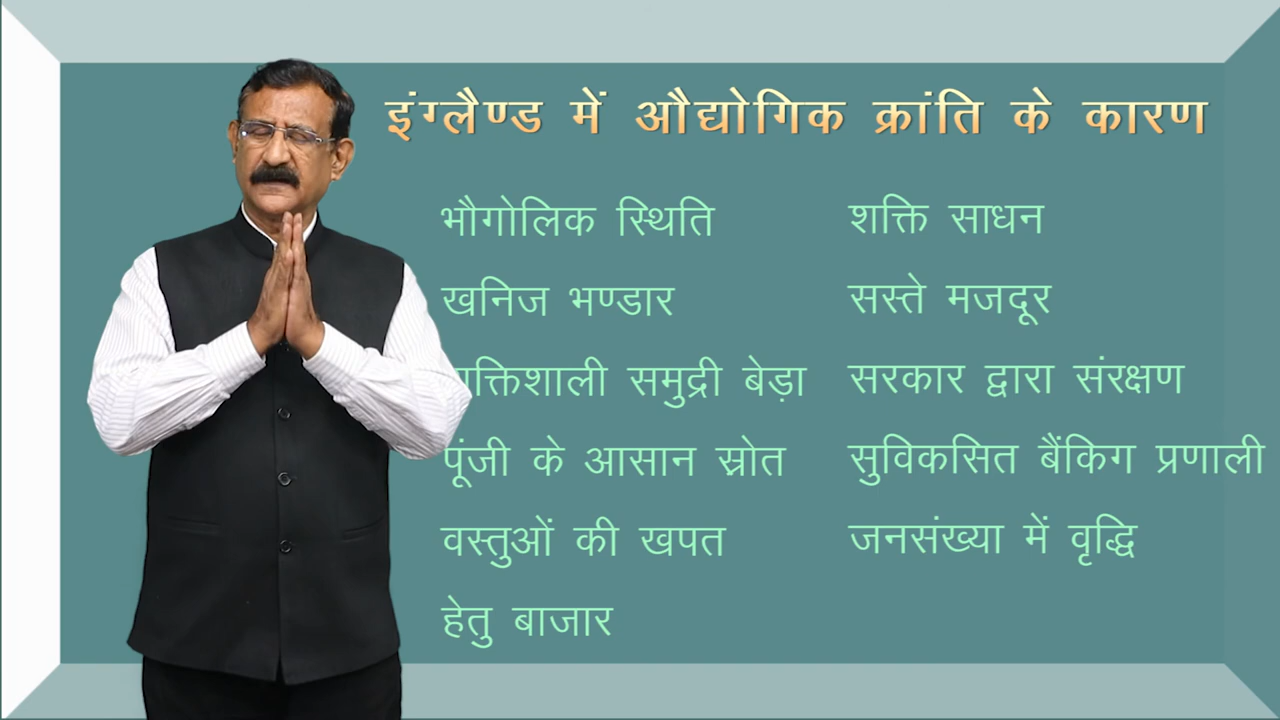 इंग्लैण्ड में औद्योगिक क्रांति के कारण
भौगोलिक स्थिति
खनिज भण्डार
समुद्री बेड़ा
पूंजी के आसान स्रोत
वस्तुओं की खपत
हेतु बाजार
शक्ति साधन
सस्ते मजदूर
सरकार द्वारा संरक्षण
सुविकसित बैंकिग प्रणाली
जनसंख्या में वृद्धि